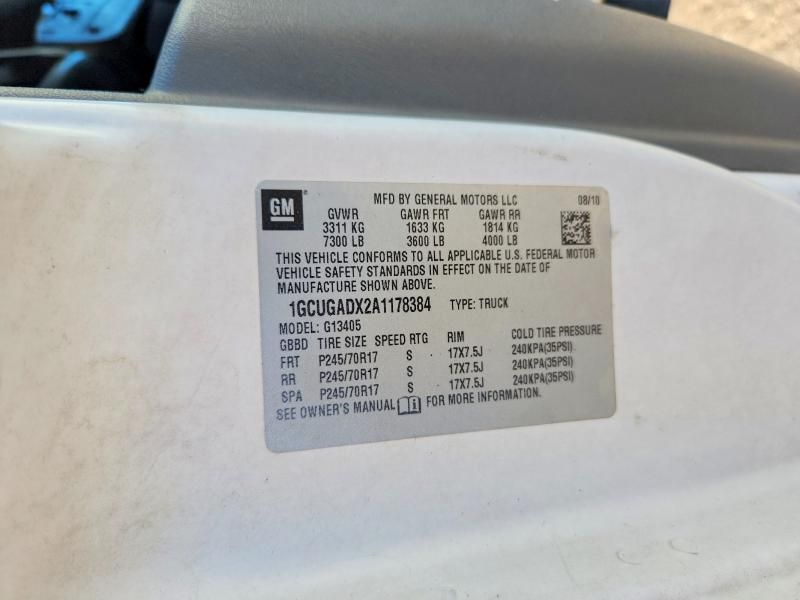 GM MFD BY GENERAL MOTORS LLC 08/10
GVWR GAWR FRT GAWR RR
3311 KG 1633 KG 1814 KG
7300 LB 3600 LB 4000 LB
THIS VEHICLE CONFORMS TO ALL APPLICABLE U.S. FEDERAL MOTOR
VEHICLE SAFETY STANDARDS IN EFFECT ON THE DATE OF
MANUFACTURE SHOWN ABOVE.
1GCUGADX2A1178384 TYPE: TRUCK
MODEL: G13405
GBBD TIRE SIZE SPEED RTG RIM COLD TIRE PRESSURE
FRT P245/70R17 S 17X7.5J 240KPA(35PSI)
RR P245/70R17 S 17X7.5J 240KPA(35PSI)
SPA P245/70R17 S 17X7.5J 240KPA(35PSI)
SEE OWNER'S MANUAL FOR MORE INFORMATION.